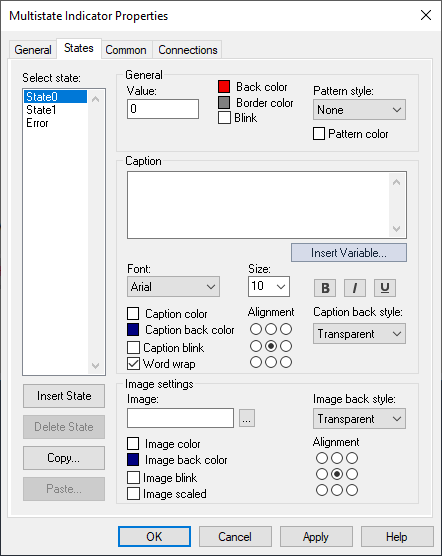 Multistate Indicator Properties
General
States
Common
Connections
Select state:
State0
State1
Error
Insert State
Delete State
Copy...
Paste...
General
Value:
0
Back color
Border color
Blink
Pattern style:
None
Pattern color
Caption
Insert Variable...
Font:
Arial
Size:
10
B
I
U
Caption color
Caption back color
Caption blink
Word wrap
Alignment
Caption back style:
Transparent
Image settings
Image:
...
Image color
Image back color
Image blink
Image scaled
Image back style:
Transparent
Alignment
OK
Cancel
Apply
Help